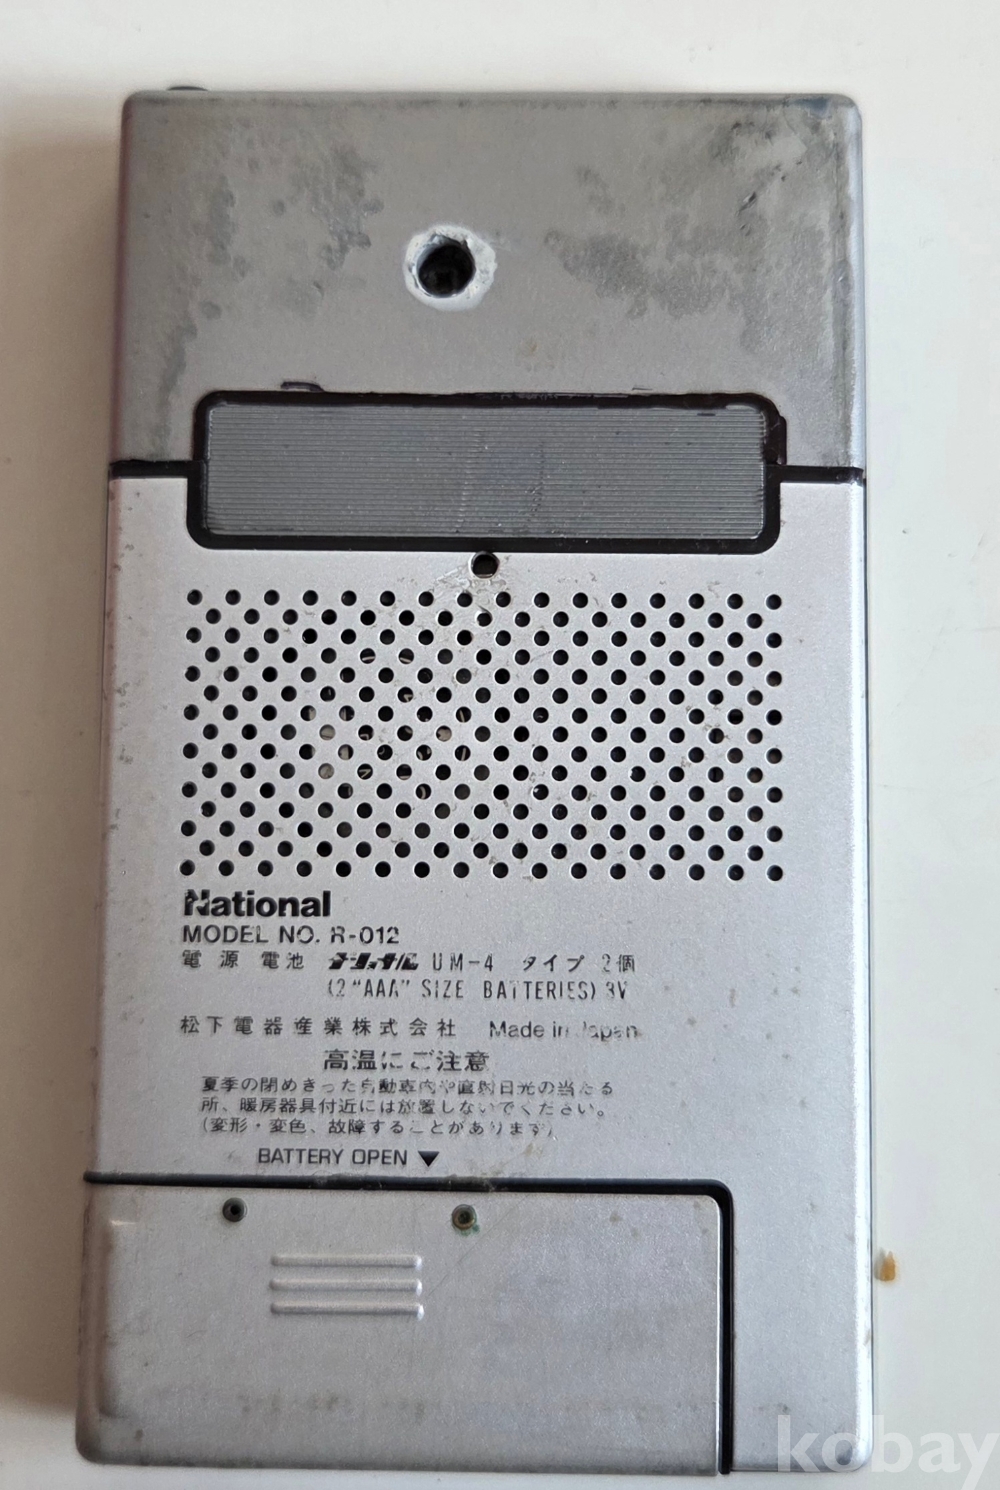 National
MODEL NO. R-012
電源 電池 ナショナル UM-4 タイプ 2個
(2 "AAA" SIZE BATTERIES) 3V
松下電器産業株式会社 Made in Japan
高温にご注意
夏季の閉めきった自動車内や直射日光の当たる
所、暖房器具付近には放置しないでください。
(変形・変色、故障することがあります)
BATTERY OPEN ▼
kobay